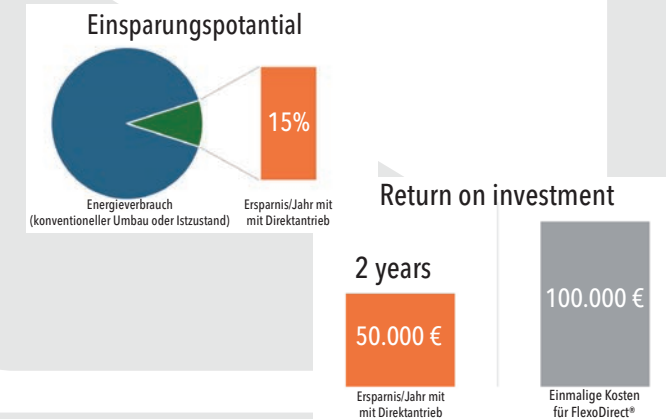 Einsparungspotential
15%
Energieverbrauch
(konventioneller Umbau oder Istzustand)
Ersparnis/Jahr mit
mit Direktantrieb
Return on investment
2 years
50.000 €
100.000 €
Ersparnis/Jahr mit
mit Direktantrieb
Einmalige Kosten
für FlexoDirect®